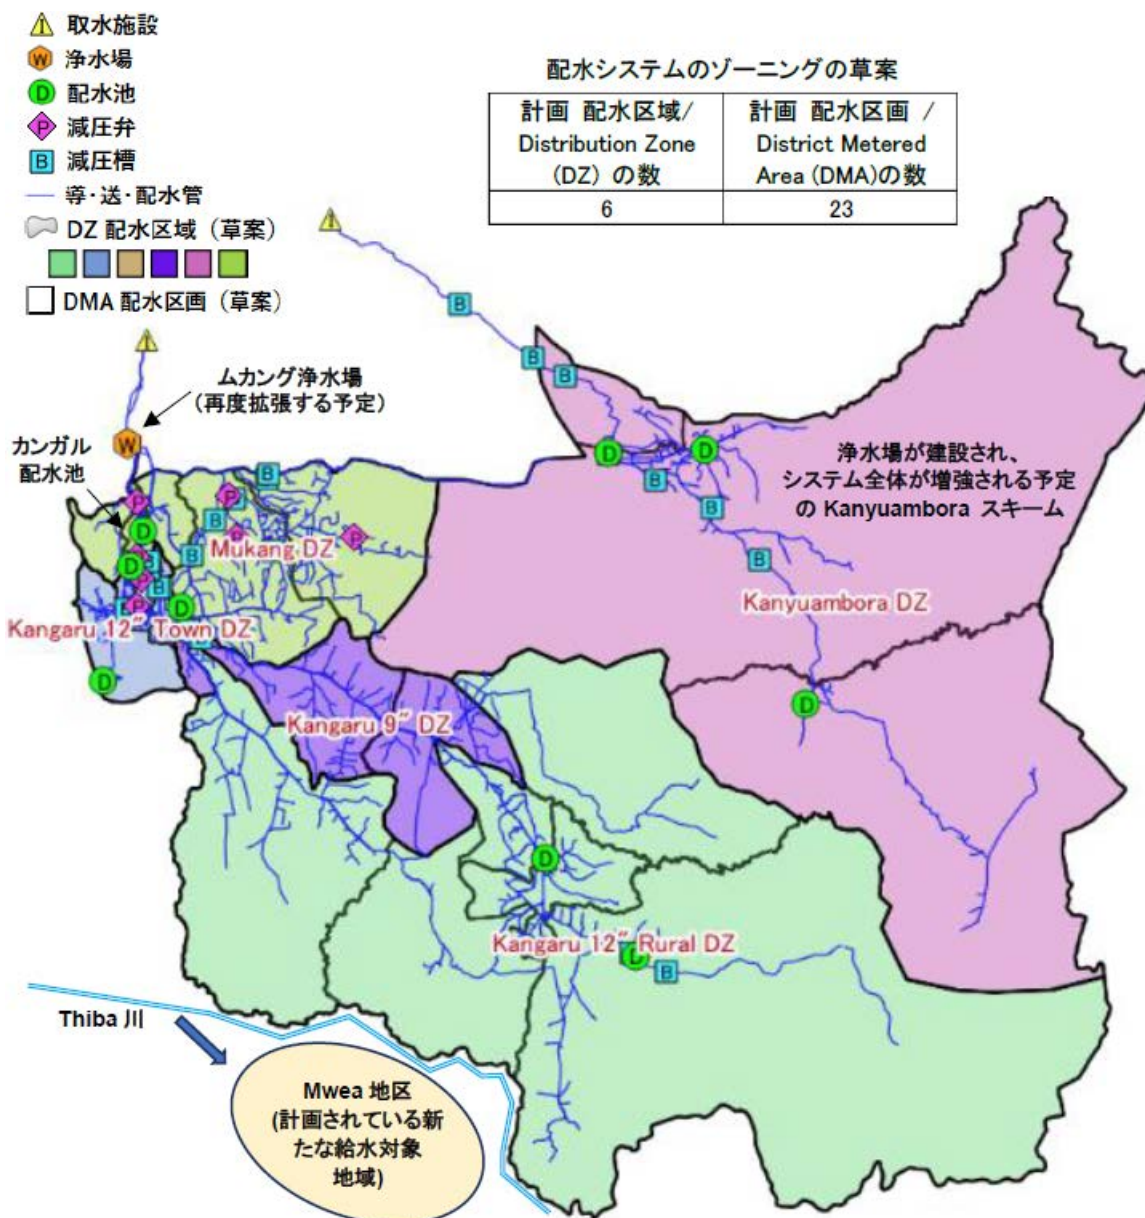 取水施設
W 浄水場
D 配水池
P 減圧弁
B 減圧槽
導・送・配水管
DZ 配水区域（草案）
DMA 配水区画（草案）
配水システムのゾーニングの草案
計画 配水区域/
Distribution Zone
(DZ) の数
計画 配水区画 /
District Metered
Area (DMA)の数
6
23
ムカング浄水場
（再度拡張する予定）
カンガル
配水池
浄水場が建設され、
システム全体が増強される予定
の Kanyuambora スキーム
Mukang DZ
Kanyuambora DZ
Kangaru 12" Town DZ
Kangaru 9" DZ
Kangaru 12" Rural DZ
Thiba 川
Mwea 地区
(計画されている新
たな給水対象
地域)